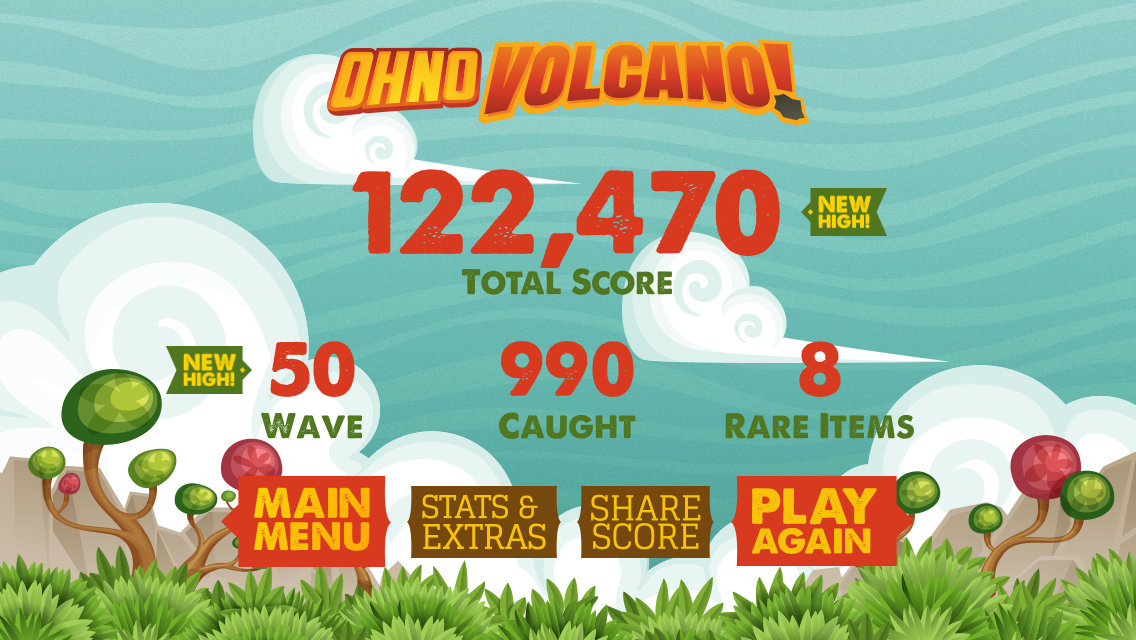 OHNO VOLCANO!
122,470
NEW
HIGH!
TOTAL SCORE
NEW
HIGH!
50
WAVE
990
CAUGHT
8
RARE ITEMS
MAIN
MENU
STATS &
EXTRAS
SHARE
SCORE
PLAY
AGAIN